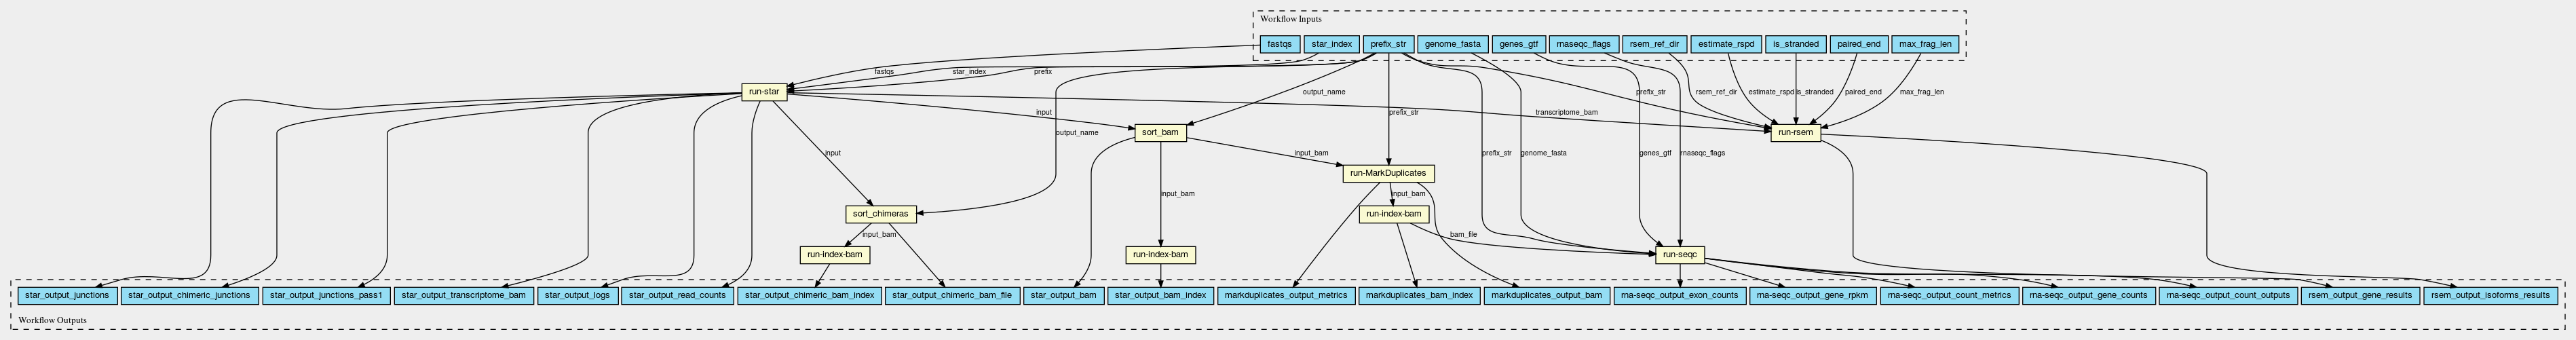 Workflow Inputs
fastqs
star_index
prefix_str
genome_fasta
genes_gtf
rnaseqc_flags
rsem_ref_dir
estimate_rspd
is_stranded
paired_end
max_frag_len
fastqs
star_index
prefix
run-star
output_name
prefix_str
rsem_ref_dir
estimate_rspd
is_stranded
paired_end
max_frag_len
input
prefix_str
transcriptome_bam
output_name
sort_bam
run-rsem
input
input_bam
prefix_str
genome_fasta
genes_gtf
rnaseqc_flags
run-MarkDuplicates
input_bam
input_bam
sort_chimeras
run-index-bam
input_bam
bam_file
run-index-bam
run-index-bam
run-seqc
star_output_junctions
star_output_chimeric_junctions
star_output_junctions_pass1
star_output_transcriptome_bam
star_output_logs
star_output_read_counts
star_output_chimeric_bam_index
star_output_chimeric_bam_file
star_output_bam
star_output_bam_index
markduplicates_output_metrics
markduplicates_bam_index
markduplicates_output_bam
rna-seqc_output_exon_counts
rna-seqc_output_gene_rpkm
rna-seqc_output_count_metrics
rna-seqc_output_gene_counts
rna-seqc_output_count_outputs
rsem_output_gene_results
rsem_output_isoforms_results
Workflow Outputs